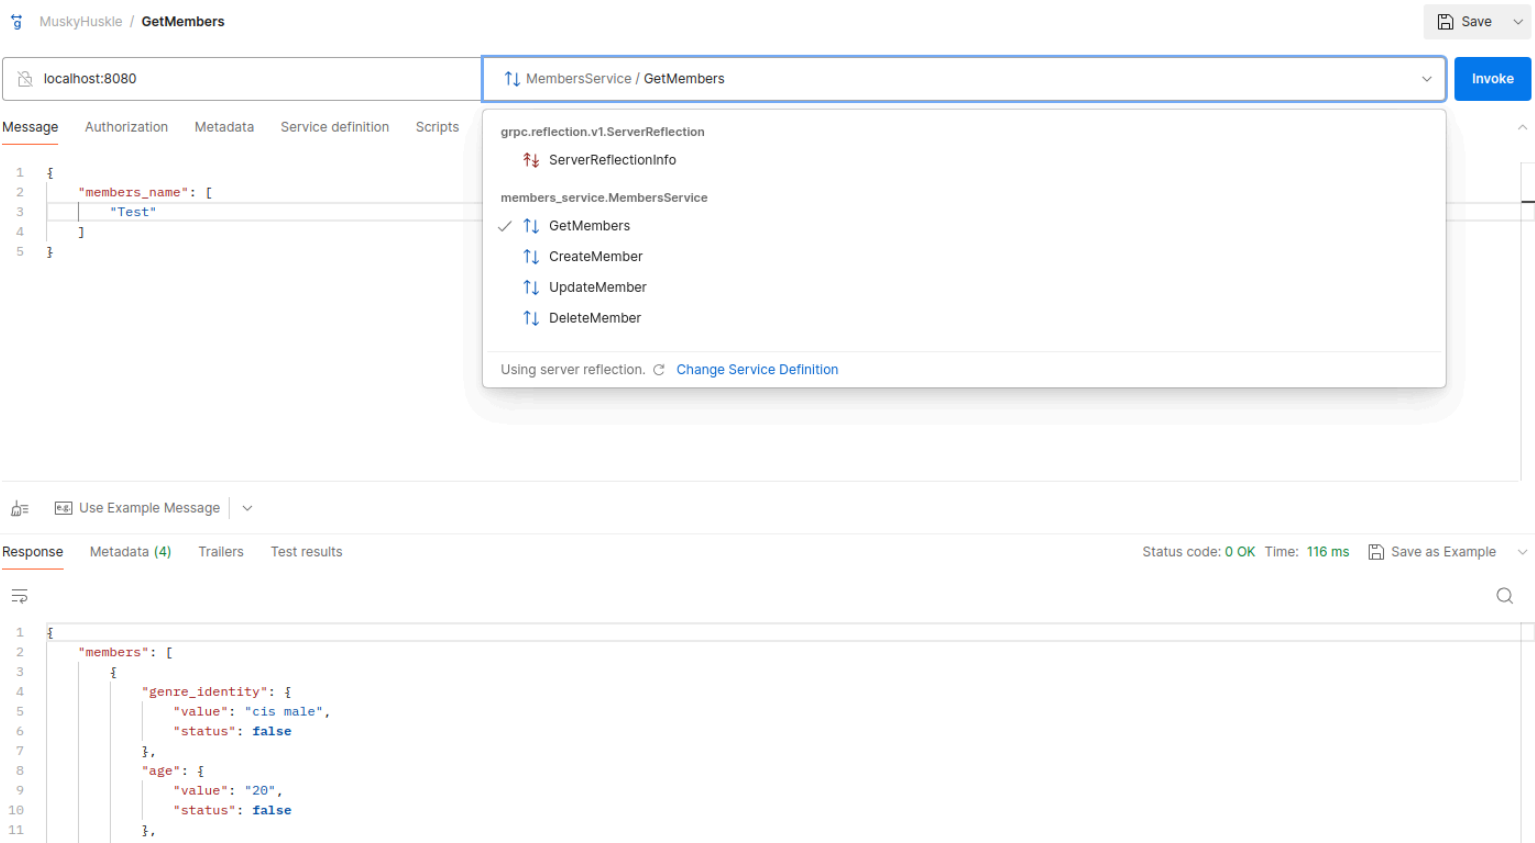 MuskyHuskle / GetMembers
Save
localhost:8080
MembersService / GetMembers
Invoke
Message Authorization Metadata Service definition Scripts
grpc.reflection.v1.ServerReflection
ServerReflectionInfo
members_service.MembersService
GetMembers
CreateMember
UpdateMember
DeleteMember
Using server reflection. Change Service Definition
1 {
2 "members_name": [
3 "Test"
4 ]
5 }
e.g. Use Example Message
Response Metadata (4) Trailers Test results
Status code: 0 OK Time: 116 ms Save as Example
1 {
2 "members": [
3 {
4 "genre_identity": {
5 "value": "cis male",
6 "status": false
7 },
8 "age": {
9 "value": "20",
10 "status": false
11 },